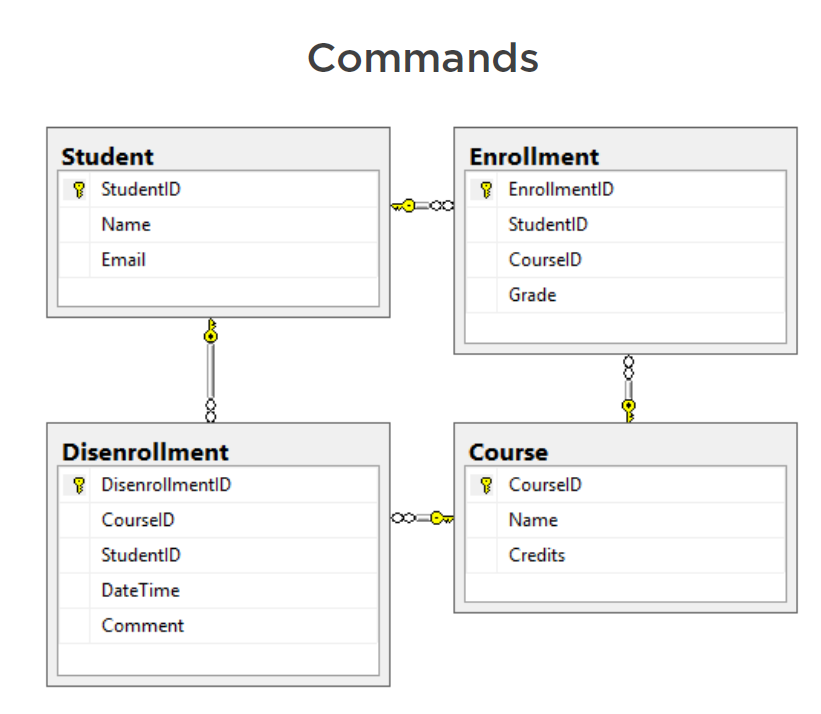 Commands
Student
StudentID
Name
Email
Enrollment
EnrollmentID
StudentID
CourseID
Grade
Disenrollment
DisenrollmentID
CourseID
StudentID
DateTime
Comment
Course
CourseID
Name
Credits